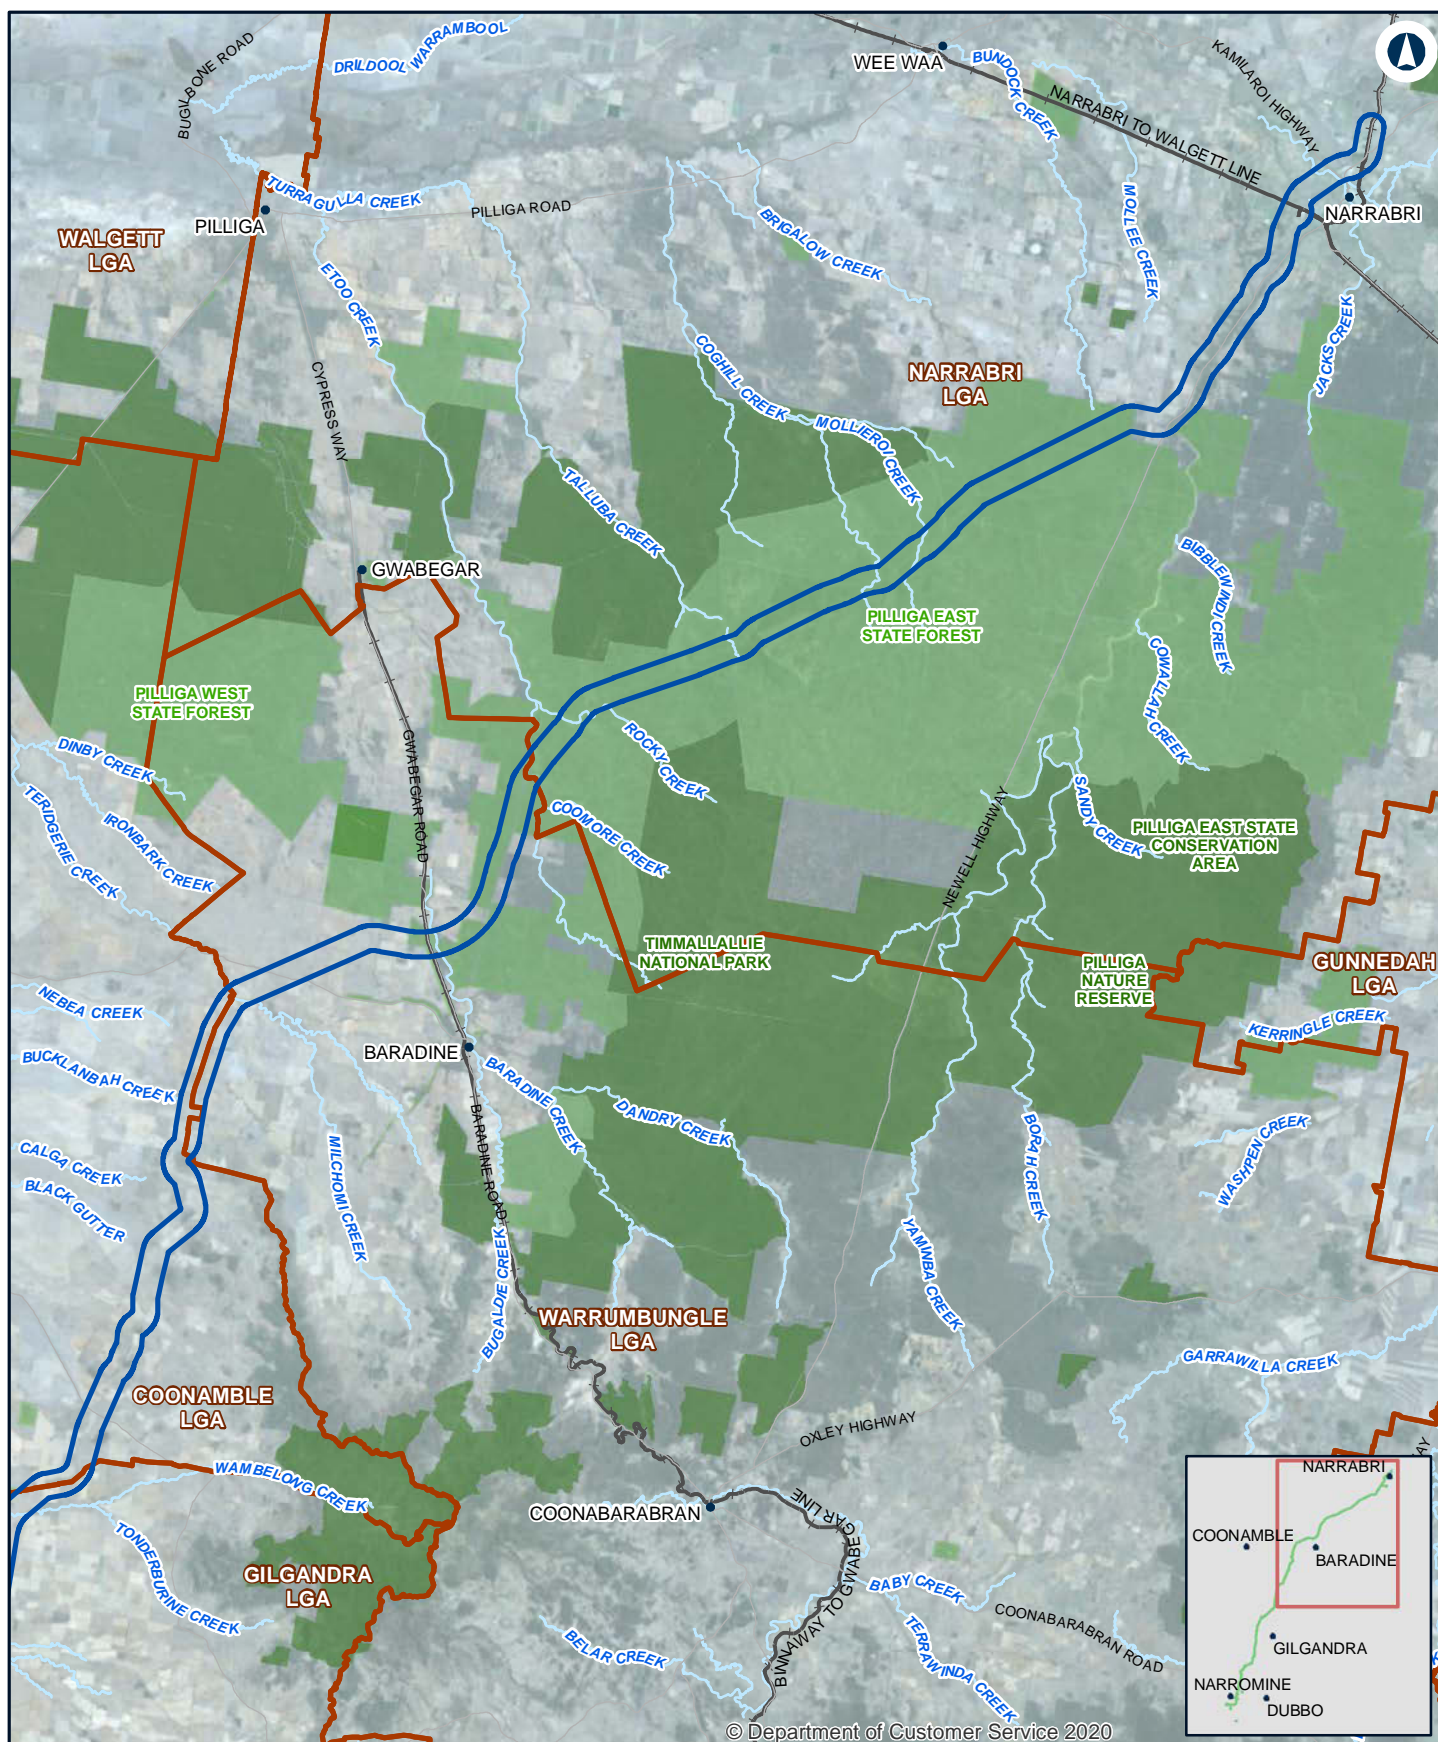 BUGILBONE ROAD
DRILDOOL WARRAMBOOL
WEE WAA
BUNDOCK CREEK
KAMILAROI HIGHWAY
NARRABRI TO WALGETT LINE
TURRAGULLA CREEK
PILLIGA ROAD
PILLIGA
NARRABRI
MOLLEE CREEK
WALGETT
LGA
BRIGALOW CREEK
ETOO CREEK
JACKS CREEK
COGHILL CREEK
NARRABRI
LGA
CYPRESS WAY
MOLLIEROI CREEK
TALLUBA CREEK
GWABEGAR
BIBBLEWINDI CREEK
PILLIGA EAST
STATE FOREST
COWALLAH CREEK
PILLIGA WEST
STATE FOREST
DINBY CREEK
GWABEGAR ROAD
ROCKY CREEK
TERIDGERIE CREEK
IRONBARK CREEK
COOMORE CREEK
NEWELL HIGHWAY
SANDY CREEK
PILLIGA EAST STATE
CONSERVATION
AREA
TIMMALLALLIE
NATIONAL PARK
PILLIGA
NATURE
RESERVE
GUNNEDAH
LGA
NEBEA CREEK
KERRINGLE CREEK
BUCKLANBAH CREEK
BARADINE
BARADINE CREEK
DANDRY CREEK
BARADINE ROAD
BORAH CREEK
WASHPEN CREEK
CALGA CREEK
BLACK GUTTER
MILCHOMI CREEK
YAMINBA CREEK
BUGALDIE CREEK
WARRUMBUNGLE
LGA
GARRAWILLA CREEK
COONAMBLE
LGA
OXLEY HIGHWAY
WAMBELONG CREEK
COONABARABRAN
BINNAWAY TO GWABEGAR LINE
TONDERBURINE CREEK
GILGANDRA
LGA
BABY CREEK
COONABARABRAN ROAD
BELAR CREEK
TERRAWINDA CREEK
WAY
NARRABRI
COONAMBLE
BARADINE
GILGANDRA
NARROMINE
DUBBO
© Department of Customer Service 2020